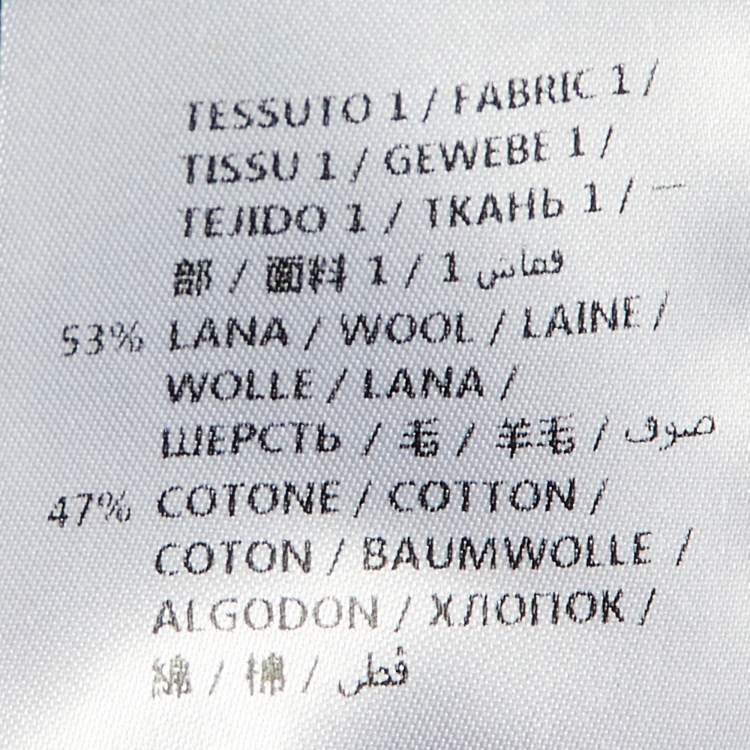 TESSUTO 1 / FABRIC 1 /
TISSU 1 / GEWEBE 1 /
TEJIDO 1 / ТКАНЬ 1 / 一
部 / 面料 1 / 1 قماش
53% LANA / WOOL / LAINE /
WOLLE / LANA /
ШЕРСТЬ / 毛 / 羊毛 / صوف
47% COTONE / COTTON /
COTON / BAUMWOLLE /
ALGODON / ХЛОПОК /
綿 / 棉 / قطن